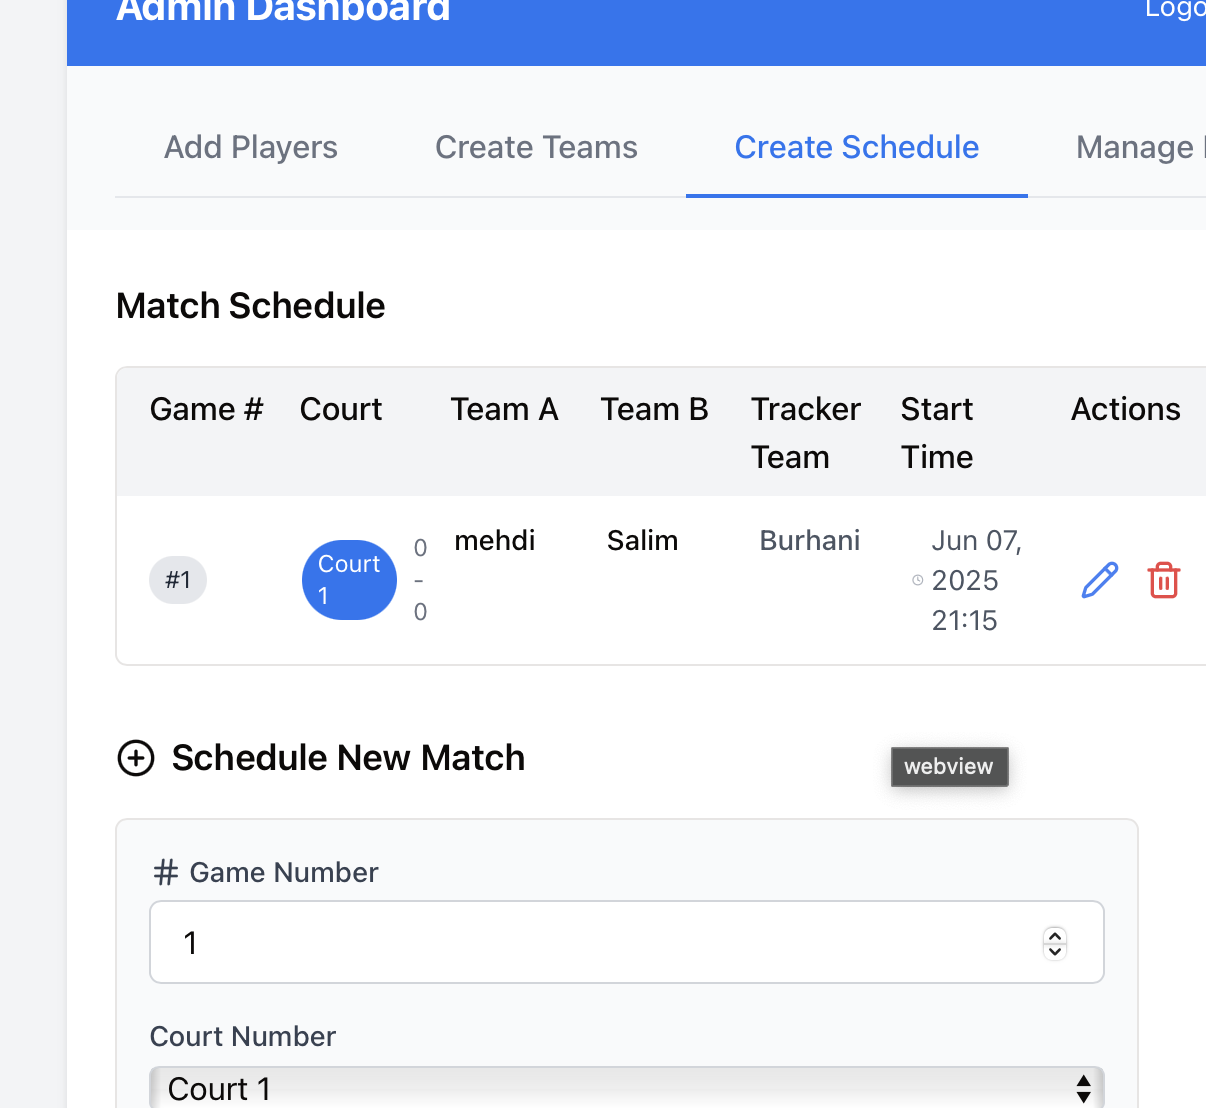 Admin Dashboard
Logo
Add Players Create Teams Create Schedule Manage
Match Schedule
Game # Court Team A Team B Tracker Team Start Time Actions
#1 Court 1 0 - 0 mehdi Salim Burhani Jun 07, 2025 21:15
Schedule New Match
webview
# Game Number
1
Court Number
Court 1